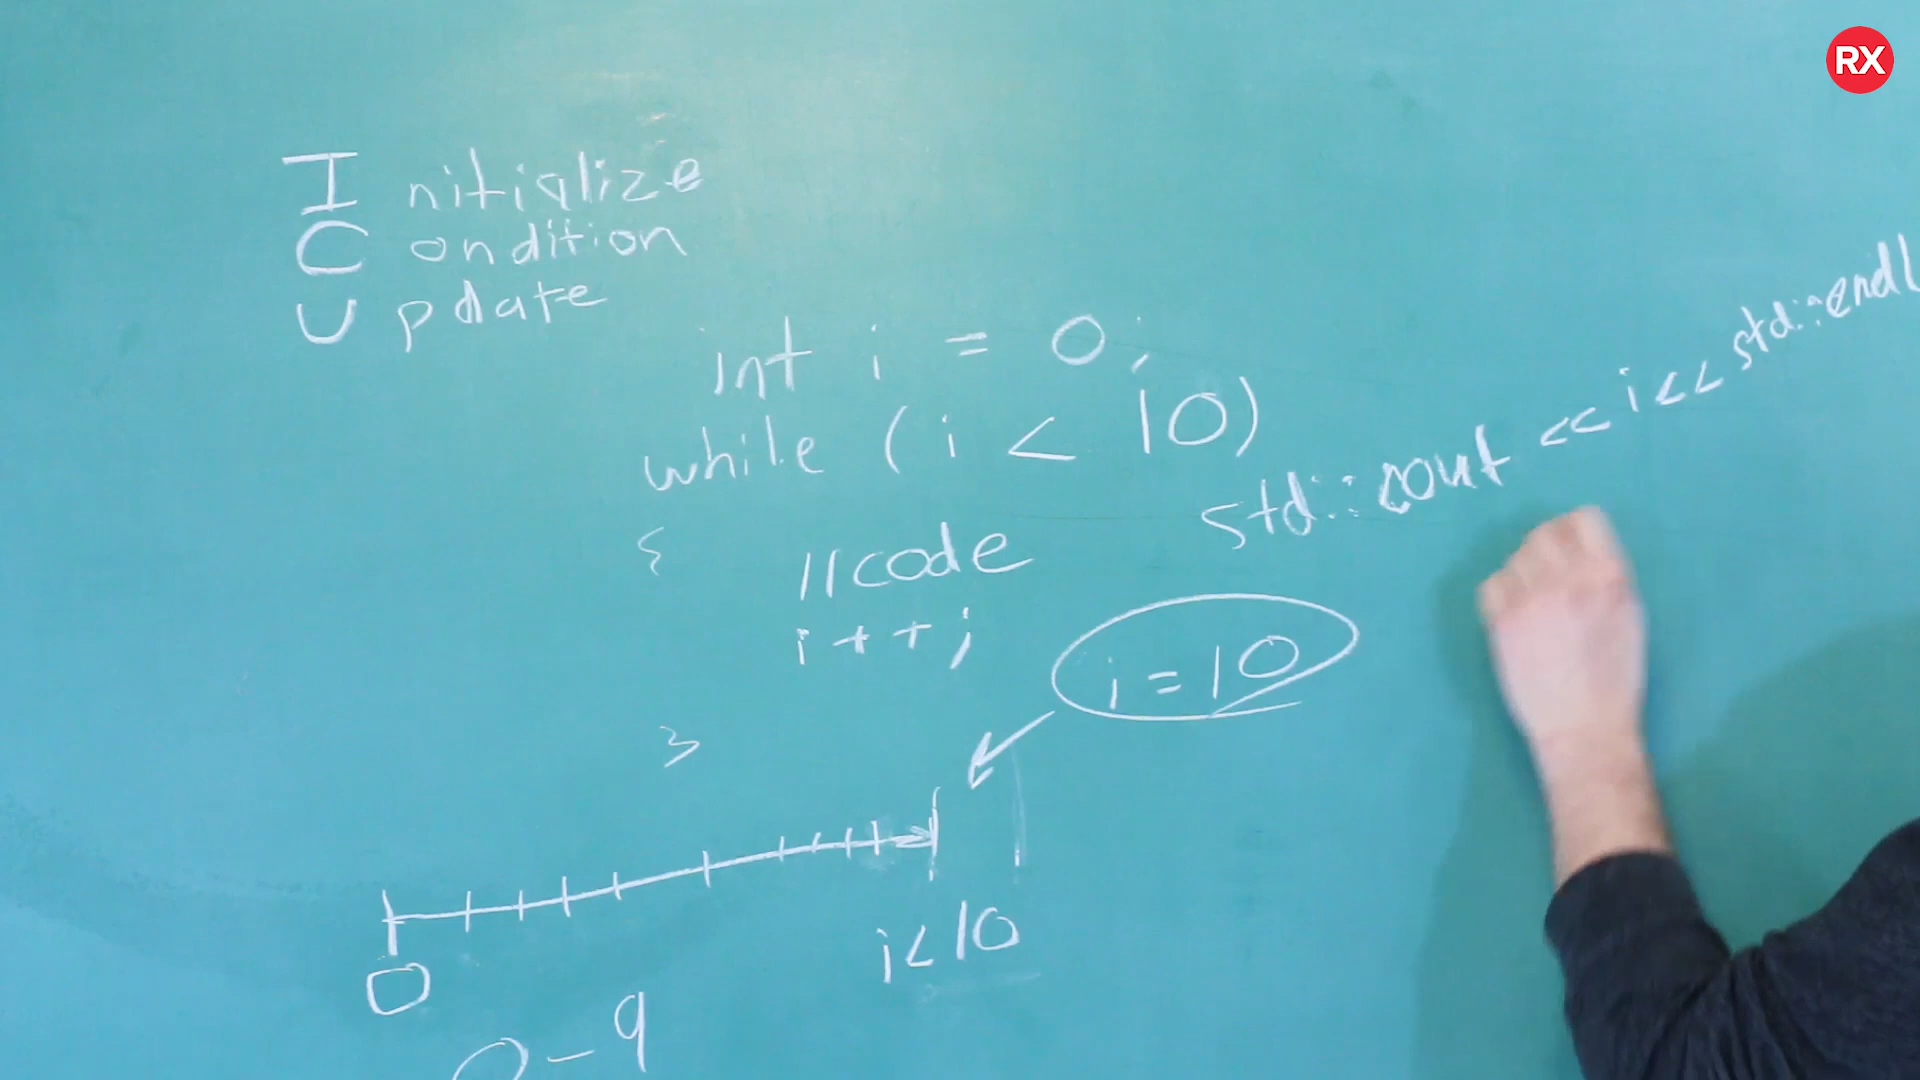 RX
Initialize
Condition
Update
int i = 0;
while (i < 10)
{
//code
i++;
}
std::cout << i << std::endl
i=10
0
i<10
0-9